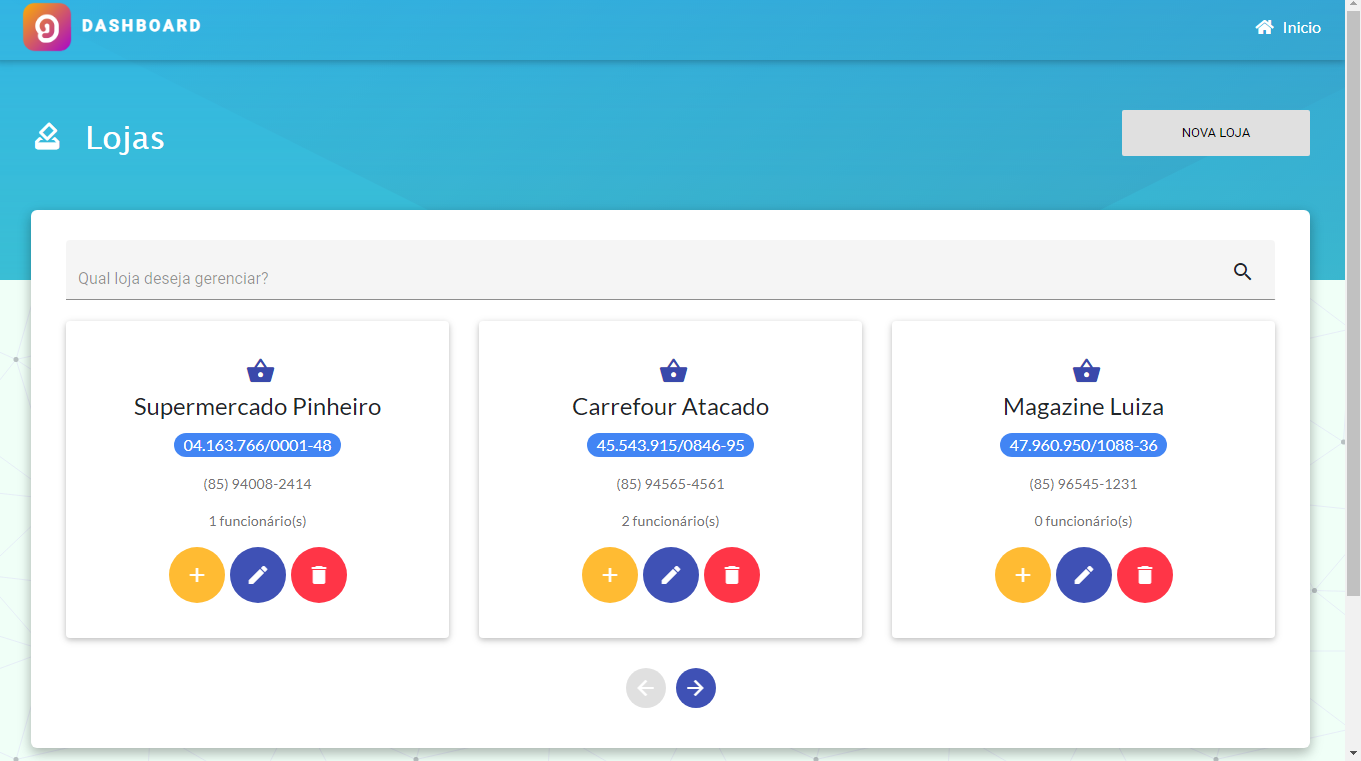 DASHBOARD
Inicio
Lojas
NOVA LOJA
Qual loja deseja gerenciar?
Supermercado Pinheiro
04.163.766/0001-48
(85) 94008-2414
1 funcionário(s)
Carrefour Atacado
45.543.915/0846-95
(85) 94565-4561
2 funcionário(s)
Magazine Luiza
47.960.950/1088-36
(85) 96545-1231
0 funcionário(s)